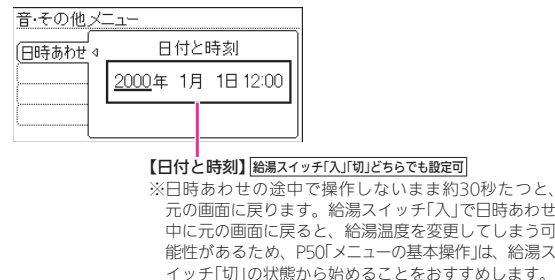 音･その他メニュー
日時あわせ
日付と時刻
2000年 1月 1日 12:00
【日付と時刻】 給湯スイッチ｢入｣｢切｣どちらでも設定可
※日時あわせの途中で操作しないまま約30秒たつと、
元の画面に戻ります。給湯スイッチ｢入｣で日時あわせ
中に元の画面に戻ると、給湯温度を変更してしまう可
能性があるため、P50｢メニューの基本操作｣は、給湯ス
イッチ｢切｣の状態から始めることをおすすめします。